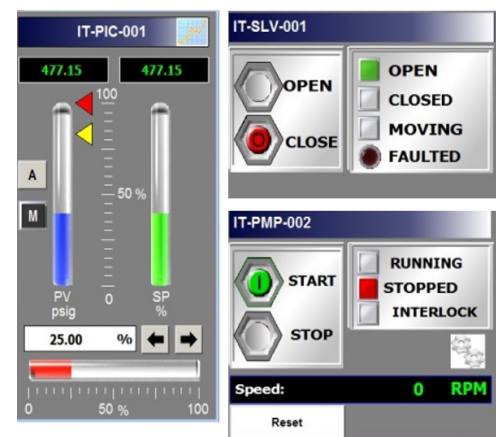 IT-PIC-001
477.15 477.15
100
A
50 %
M
PV SP
0
psig %
25.00 %
0 50 % 100
IT-SLV-001
OPEN
CLOSE
OPEN
CLOSED
MOVING
FAULTED
IT-PMP-002
START
STOP
RUNNING
STOPPED
INTERLOCK
Speed: 0 RPM
Reset